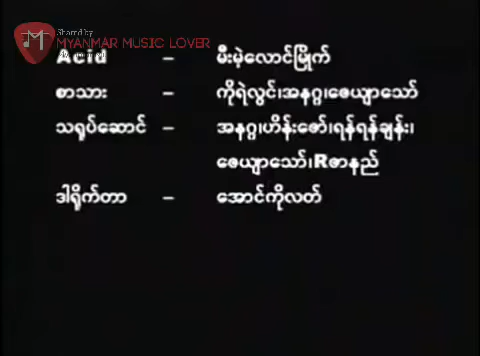 Shared by
MYANMAR MUSIC LOVER
Acid – မီးမဲ့လောင်မြိုက်
စာသား – ကိုရဲလွင်၊အနဂ္ဂ၊ဇေယျာသော်
သရုပ်ဆောင် – အနဂ္ဂ၊ဟိန်းဇော်၊ရန်ရန်ချန်း၊
ဇေယျာသော်၊Rဇာနည်
ဒါရိုက်တာ – အောင်ကိုလတ်